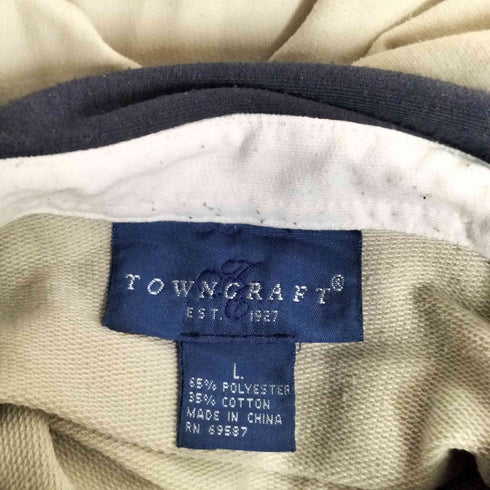 TOWNCRAFT®
EST. 1927
L.
65% POLYESTER
35% COTTON
MADE IN CHINA
RN 69587